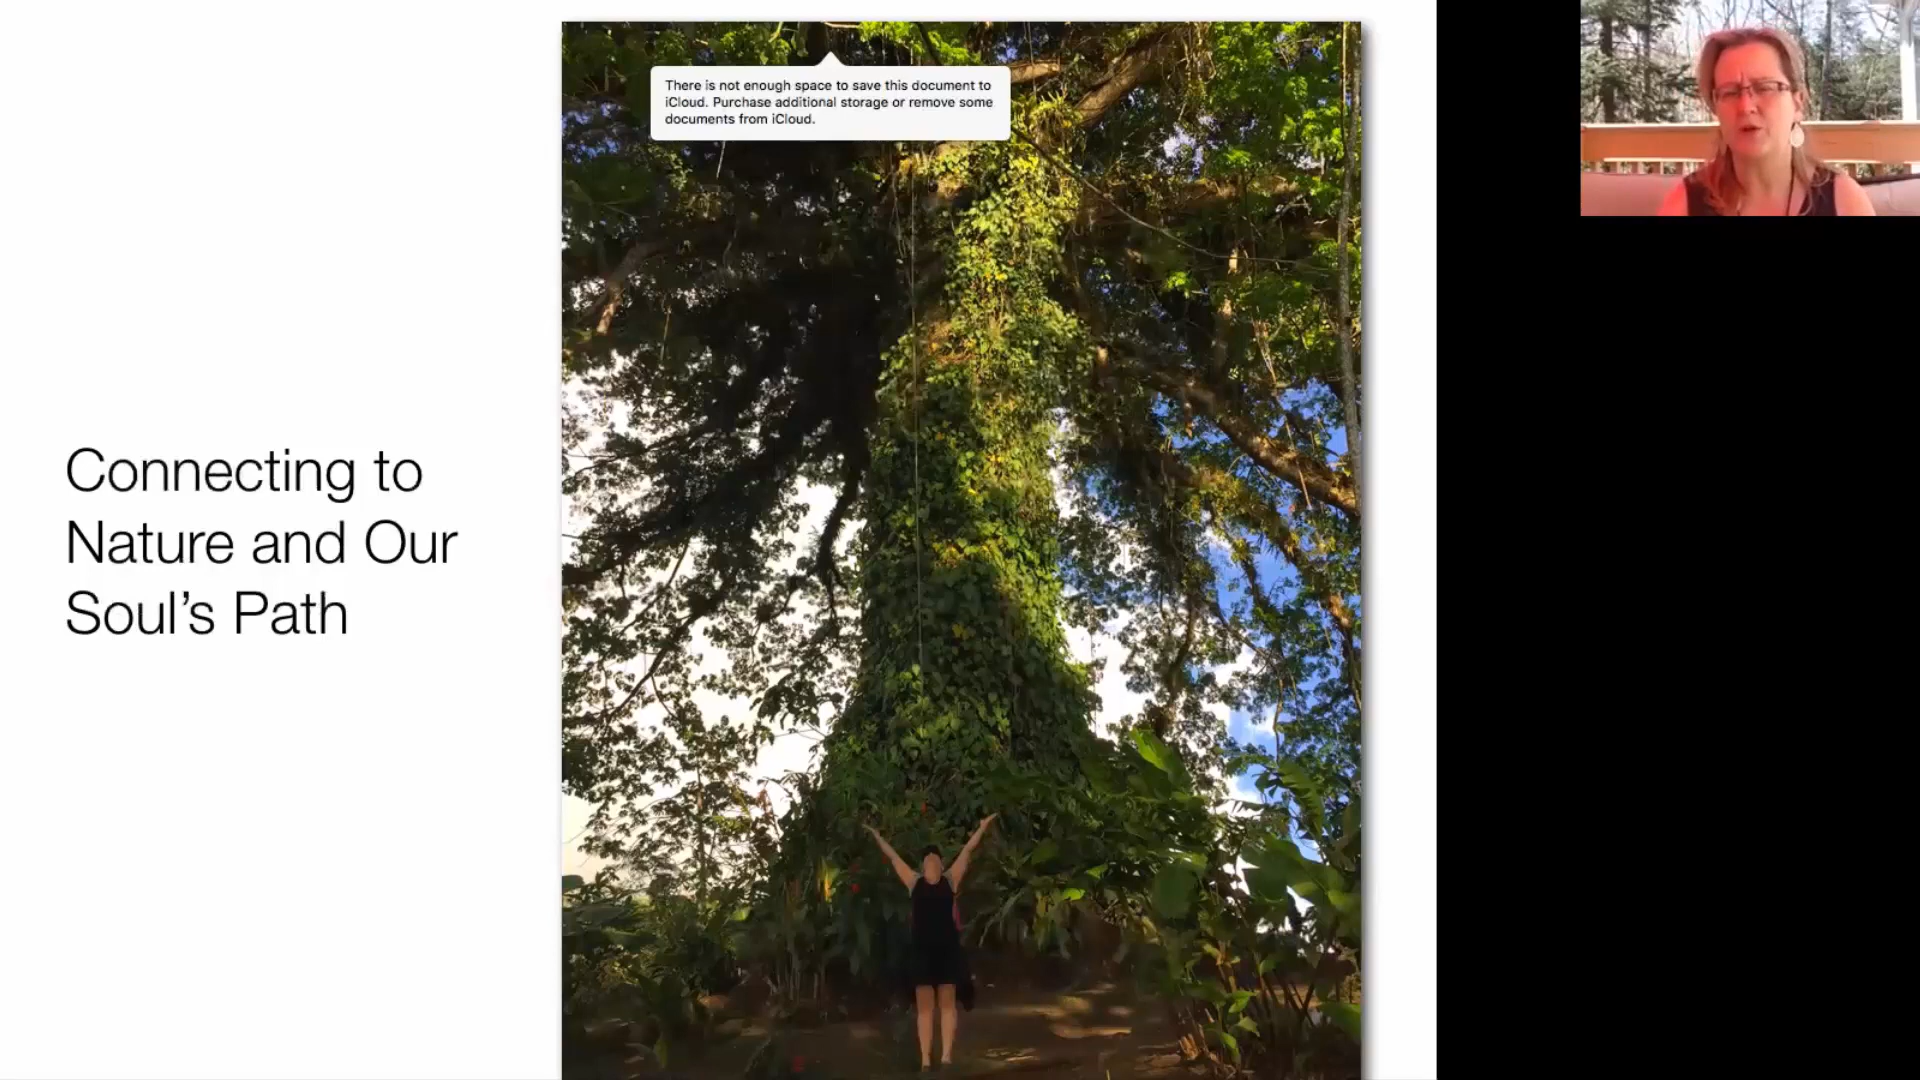 There is not enough space to save this document to
iCloud. Purchase additional storage or remove some
documents from iCloud.
Connecting to
Nature and Our
Soul’s Path